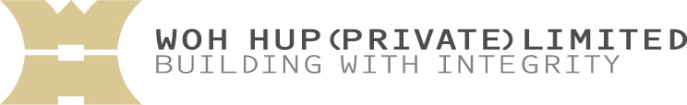 WOH HUP (PRIVATE) LIMITED
BUILDING WITH INTEGRITY